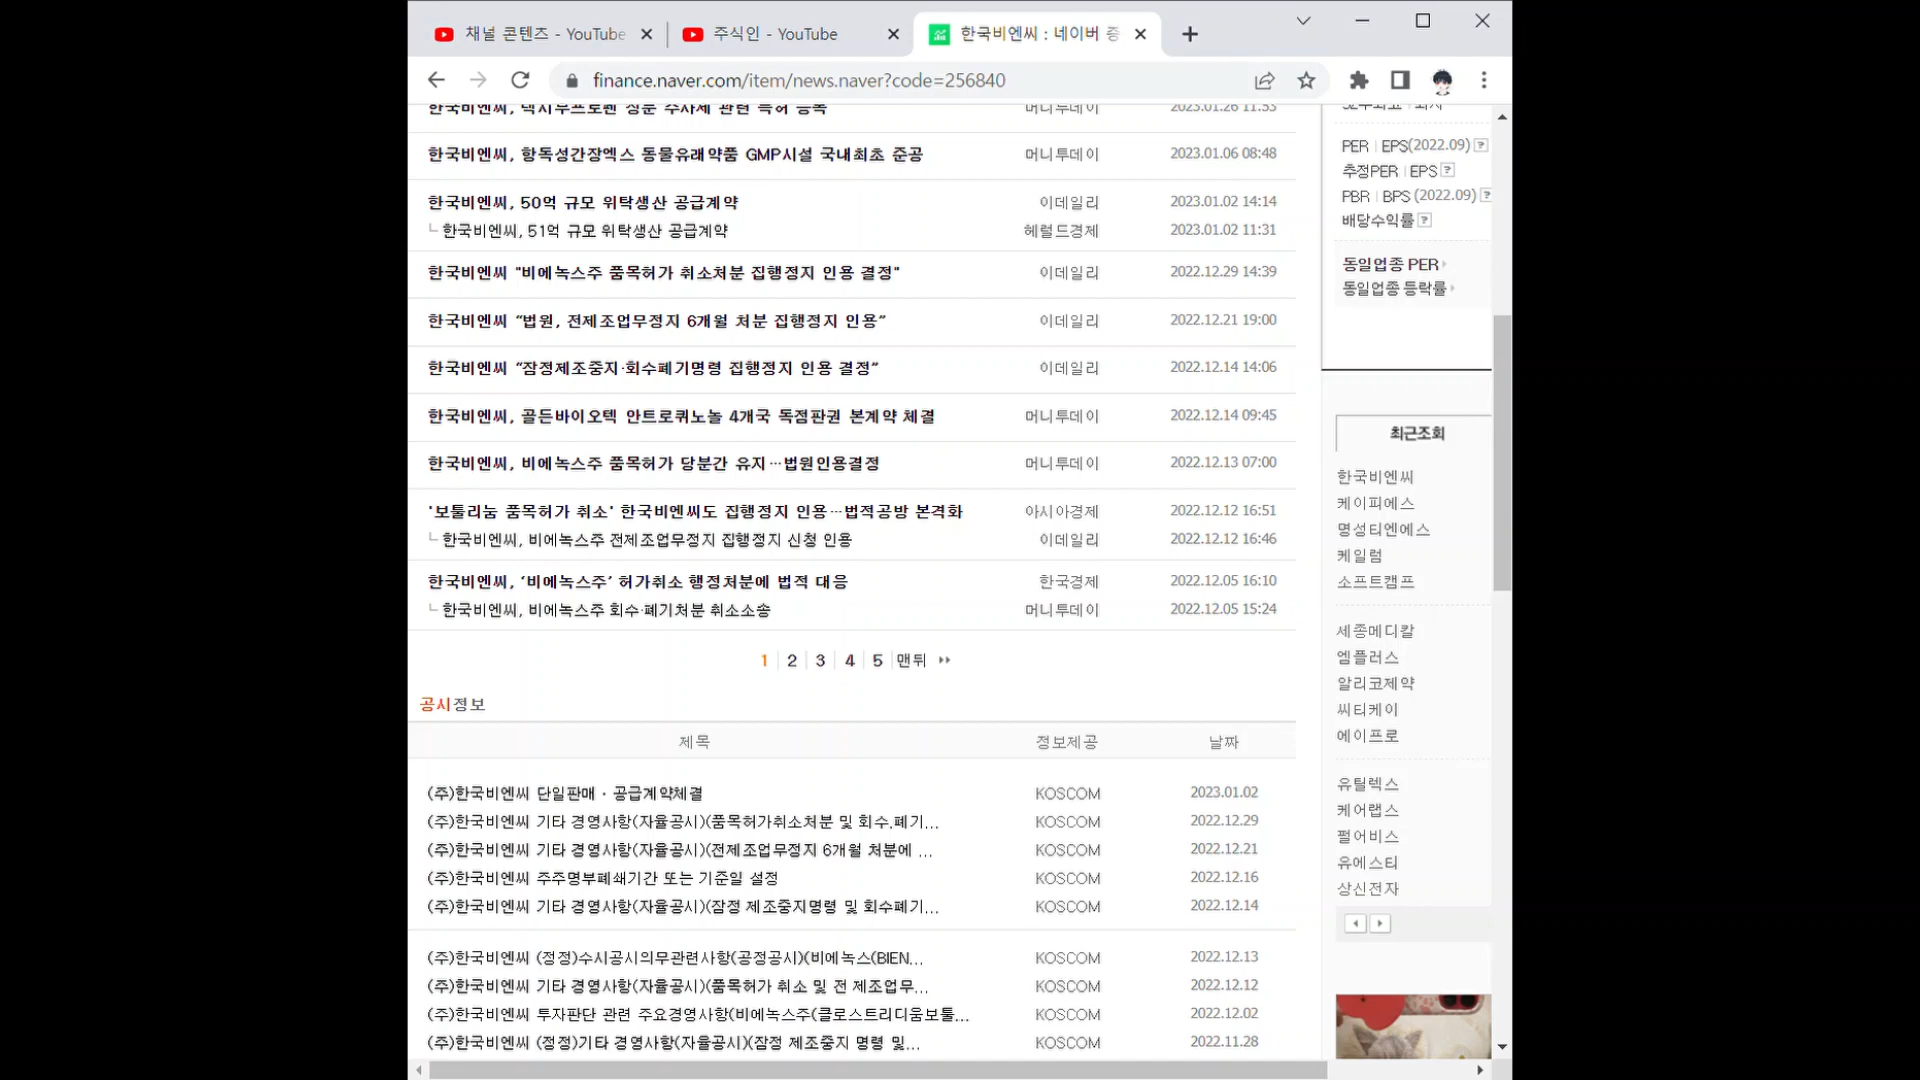 채널 콘텐츠 - YouTube
주식인 - YouTube
한국비엔씨 : 네이버 증
finance.naver.com/item/news.naver?code=256840
머니투데이 2023.01.26 11:53
한국비엔씨, 항독성간장엑스 동물유래약품 GMP시설 국내최초 준공 머니투데이 2023.01.06 08:48
한국비엔씨, 50억 규모 위탁생산 공급계약 이데일리 2023.01.02 14:14
한국비엔씨, 51억 규모 위탁생산 공급계약 헤럴드경제 2023.01.02 11:31
한국비엔씨 "비에녹스주 품목허가 취소처분 집행정지 인용 결정" 이데일리 2022.12.29 14:39
한국비엔씨 “법원, 전제조업무정지 6개월 처분 집행정지 인용” 이데일리 2022.12.21 19:00
한국비엔씨 “잠정제조중지·회수폐기명령 집행정지 인용 결정” 이데일리 2022.12.14 14:06
한국비엔씨, 골든바이오텍 안트로퀴노놀 4개국 독점판권 본계약 체결 머니투데이 2022.12.14 09:45
한국비엔씨, 비에녹스주 품목허가 당분간 유지…법원인용결정 머니투데이 2022.12.13 07:00
'보툴리눔 품목허가 취소' 한국비엔씨도 집행정지 인용…법적공방 본격화 아시아경제 2022.12.12 16:51
한국비엔씨, 비에녹스주 전제조업무정지 집행정지 신청 인용 이데일리 2022.12.12 16:46
한국비엔씨, ‘비에녹스주’ 허가취소 행정처분에 법적 대응 한국경제 2022.12.05 16:10
한국비엔씨, 비에녹스주 회수·폐기처분 취소소송 머니투데이 2022.12.05 15:24
1 2 3 4 5 맨뒤
공시정보
제목 정보제공 날짜
(주)한국비엔씨 단일판매ㆍ공급계약체결 KOSCOM 2023.01.02
(주)한국비엔씨 기타 경영사항(자율공시)(품목허가취소처분 및 회수.폐기... KOSCOM 2022.12.29
(주)한국비엔씨 기타 경영사항(자율공시)(전제조업무정지 6개월 처분에 ... KOSCOM 2022.12.21
(주)한국비엔씨 주주명부폐쇄기간 또는 기준일 설정 KOSCOM 2022.12.16
(주)한국비엔씨 기타 경영사항(자율공시)(잠정 제조중지명령 및 회수폐기... KOSCOM 2022.12.14
(주)한국비엔씨 (정정)수시공시의무관련사항(공정공시)(비에녹스(BIEN... KOSCOM 2022.12.13
(주)한국비엔씨 기타 경영사항(자율공시)(품목허가 취소 및 전 제조업무... KOSCOM 2022.12.12
(주)한국비엔씨 투자판단 관련 주요경영사항(비에녹스주(클로스트리디움보툴... KOSCOM 2022.12.02
(주)한국비엔씨 (정정)기타 경영사항(자율공시)(잠정 제조중지 명령 및... KOSCOM 2022.11.28
PER EPS(2022.09)
추정PER EPS
PBR BPS (2022.09)
배당수익률
동일업종 PER
동일업종 등락률
최근조회
한국비엔씨
케이피에스
명성티엔에스
케일럼
소프트캠프
세종메디칼
엠플러스
알리코제약
씨티케이
에이프로
유틸렉스
케어랩스
펄어비스
유에스티
상신전자